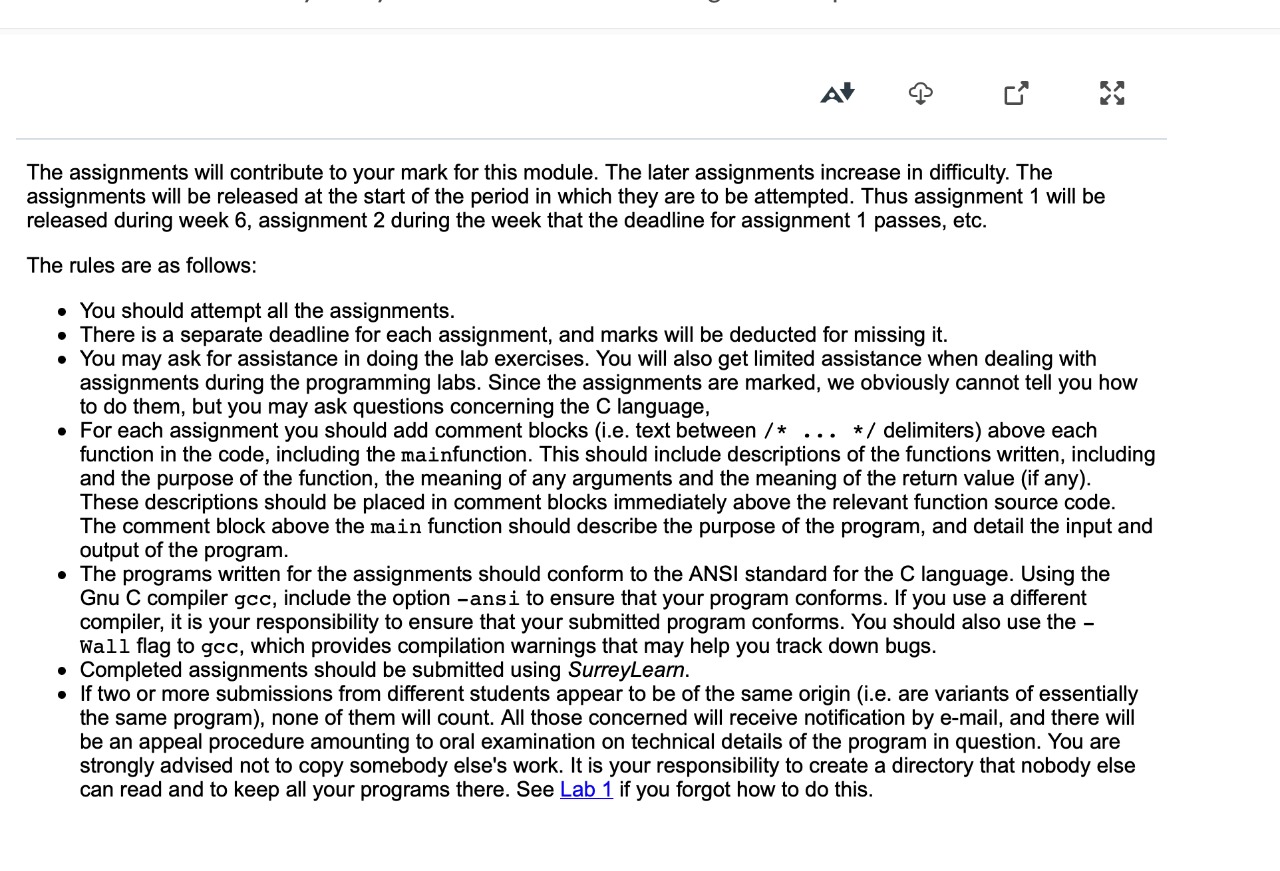 The assignments will contribute to your mark for this module. The later assignments increase in difficulty. The
assignments will be released at the start of the period in which they are to be attempted. Thus assignment 1 will be
released during week 6, assignment 2 during the week that the deadline for assignment 1 passes, etc.
The rules are as follows:
• You should attempt all the assignments.
• There is a separate deadline for each assignment, and marks will be deducted for missing it.
• You may ask for assistance in doing the lab exercises. You will also get limited assistance when dealing with
assignments during the programming labs. Since the assignments are marked, we obviously cannot tell you how
to do them, but you may ask questions concerning the C language,
• For each assignment you should add comment blocks (i.e. text between /* ... */ delimiters) above each
function in the code, including the mainfunction. This should include descriptions of the functions written, including
and the purpose of the function, the meaning of any arguments and the meaning of the return value (if any).
These descriptions should be placed in comment blocks immediately above the relevant function source code.
The comment block above the main function should describe the purpose of the program, and detail the input and
output of the program.
• The programs written for the assignments should conform to the ANSI standard for the C language. Using the
Gnu C compiler gcc, include the option -ansi to ensure that your program conforms. If you use a different
compiler, it is your responsibility to ensure that your submitted program conforms. You should also use the -
Wall flag to gcc, which provides compilation warnings that may help you track down bugs.
• Completed assignments should be submitted using SurreyLearn.
• If two or more submissions from different students appear to be of the same origin (i.e. are variants of essentially
the same program), none of them will count. All those concerned will receive notification by e-mail, and there will
be an appeal procedure amounting to oral examination on technical details of the program in question. You are
strongly advised not to copy somebody else's work. It is your responsibility to create a directory that nobody else
can read and to keep all your programs there. See Lab 1 if you forgot how to do this.